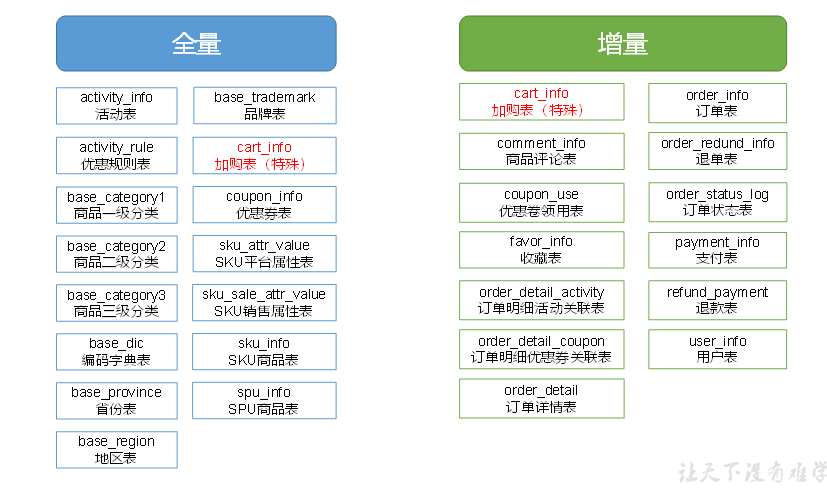 全量
activity_info
活动表
base_trademark
品牌表
activity_rule
优惠规则表
cart_info
加购表（特殊）
base_category1
商品一级分类
coupon_info
优惠券表
base_category2
商品二级分类
sku_attr_value
SKU平台属性表
base_category3
商品三级分类
sku_sale_attr_value
SKU销售属性表
base_dic
编码字典表
sku_info
SKU商品表
base_province
省份表
spu_info
SPU商品表
base_region
地区表
增量
cart_info
加购表（特殊）
order_info
订单表
comment_info
商品评论表
order_redund_info
退单表
coupon_use
优惠卷领用表
order_status_log
订单状态表
favor_info
收藏表
payment_info
支付表
order_detail_activity
订单明细活动关联表
refund_payment
退款表
order_detail_coupon
订单明细优惠券关联表
user_info
用户表
order_detail
订单详情表
让天下没有难学